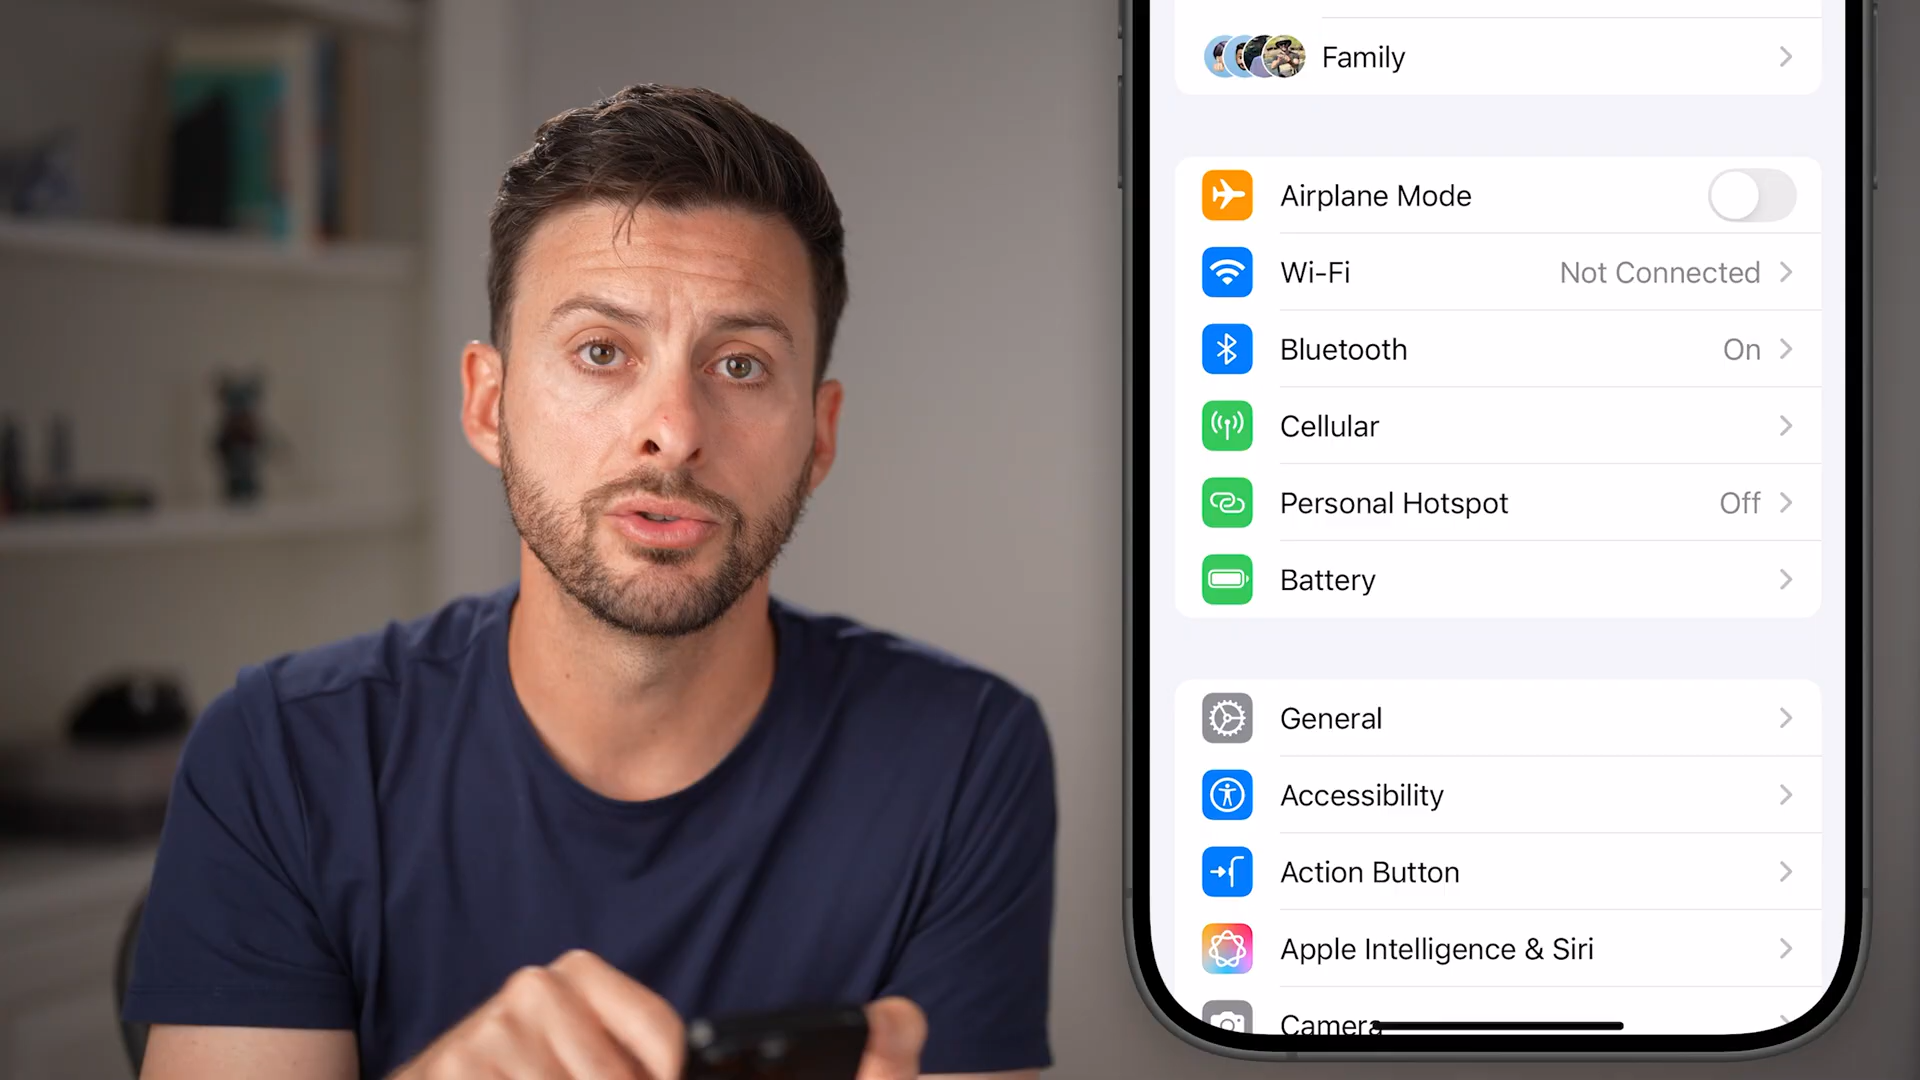 Family
Airplane Mode
Wi-Fi Not Connected
Bluetooth On
Cellular
Personal Hotspot Off
Battery
General
Accessibility
Action Button
Apple Intelligence & Siri
Camera